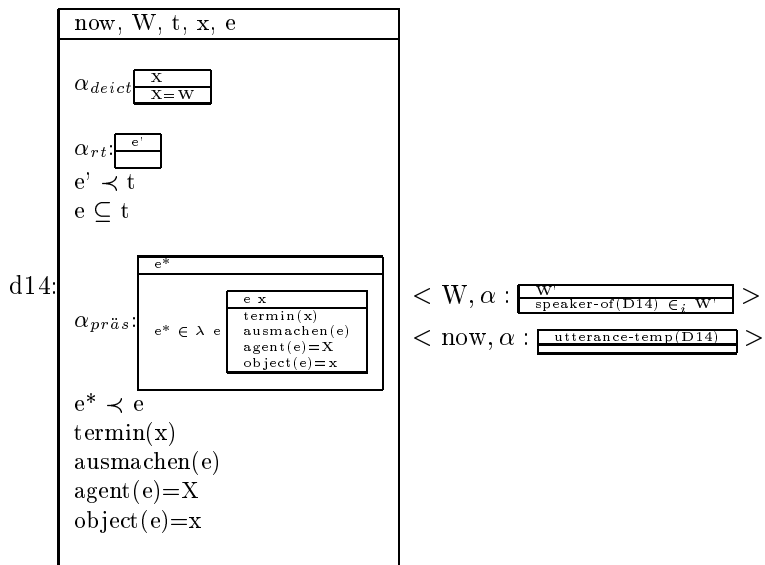 now, W, t, x, e
α_deict
X
X=W
α_rt:
e'
e' ≺ t
e ⊆ t
d14:
α_präs:
e*
e* ∈ λ e
e x
termin(x)
ausmachen(e)
agent(e)=X
object(e)=x
e* ≺ e
termin(x)
ausmachen(e)
agent(e)=X
object(e)=x
< W, α :
W'
speaker-of(D14) ∈_i W'
>
< now, α :
utterance-temp(D14)
>